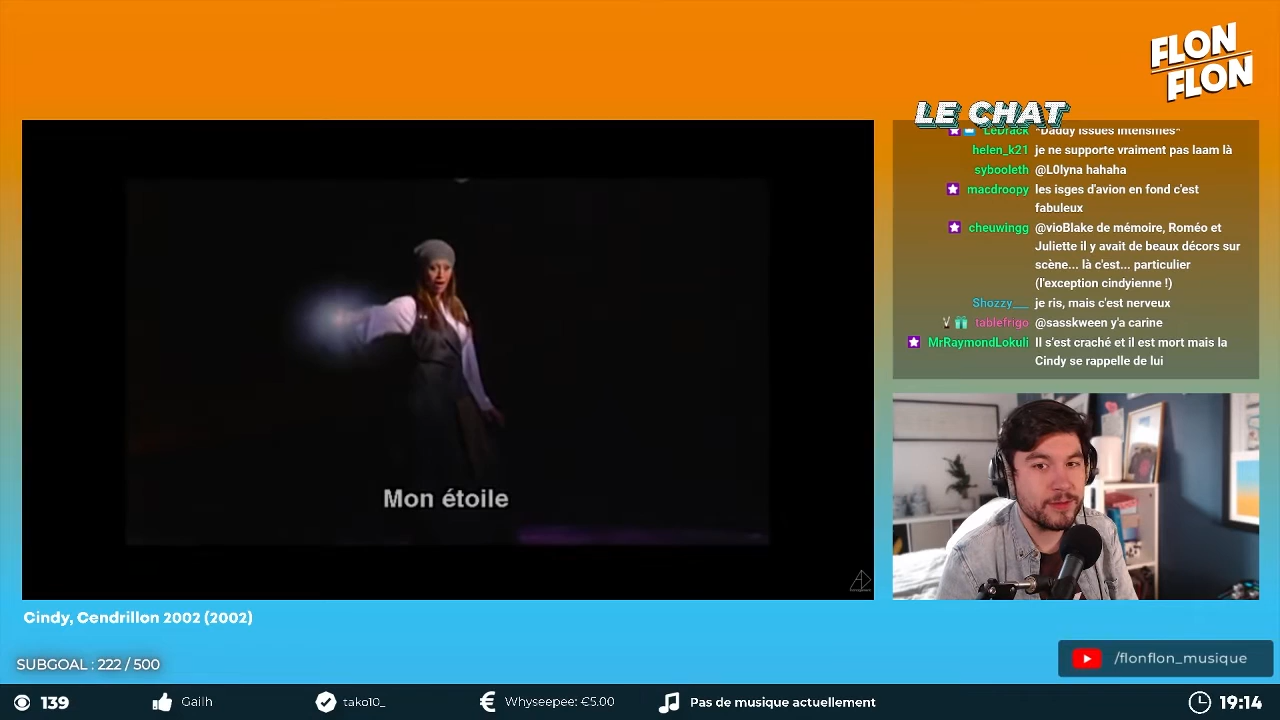 FLON
FLON
LE CHAT
LeDrack *Daddy issues intensifies*
helen_k21 je ne supporte vraiment pas laam là
sybooleth @L0lyna hahaha
macdroopy les isges d'avion en fond c'est
fabuleux
cheuwingg @vioBlake de mémoire, Roméo et
Juliette il y avait de beaux décors sur
scène... là c'est... particulier
(l'exception cindyienne !)
Shozzy___ je ris, mais c'est nerveux
tablefrigo @sasskween y'a carine
MrRaymondLokuli Il s'est craché et il est mort mais la
Cindy se rappelle de lui
Mon étoile
Cindy, Cendrillon 2002 (2002)
SUBGOAL : 222 / 500
/flonflon_musique
139 Gailh tako10_ € Whyseepee: €5.00 Pas de musique actuellement 19:14